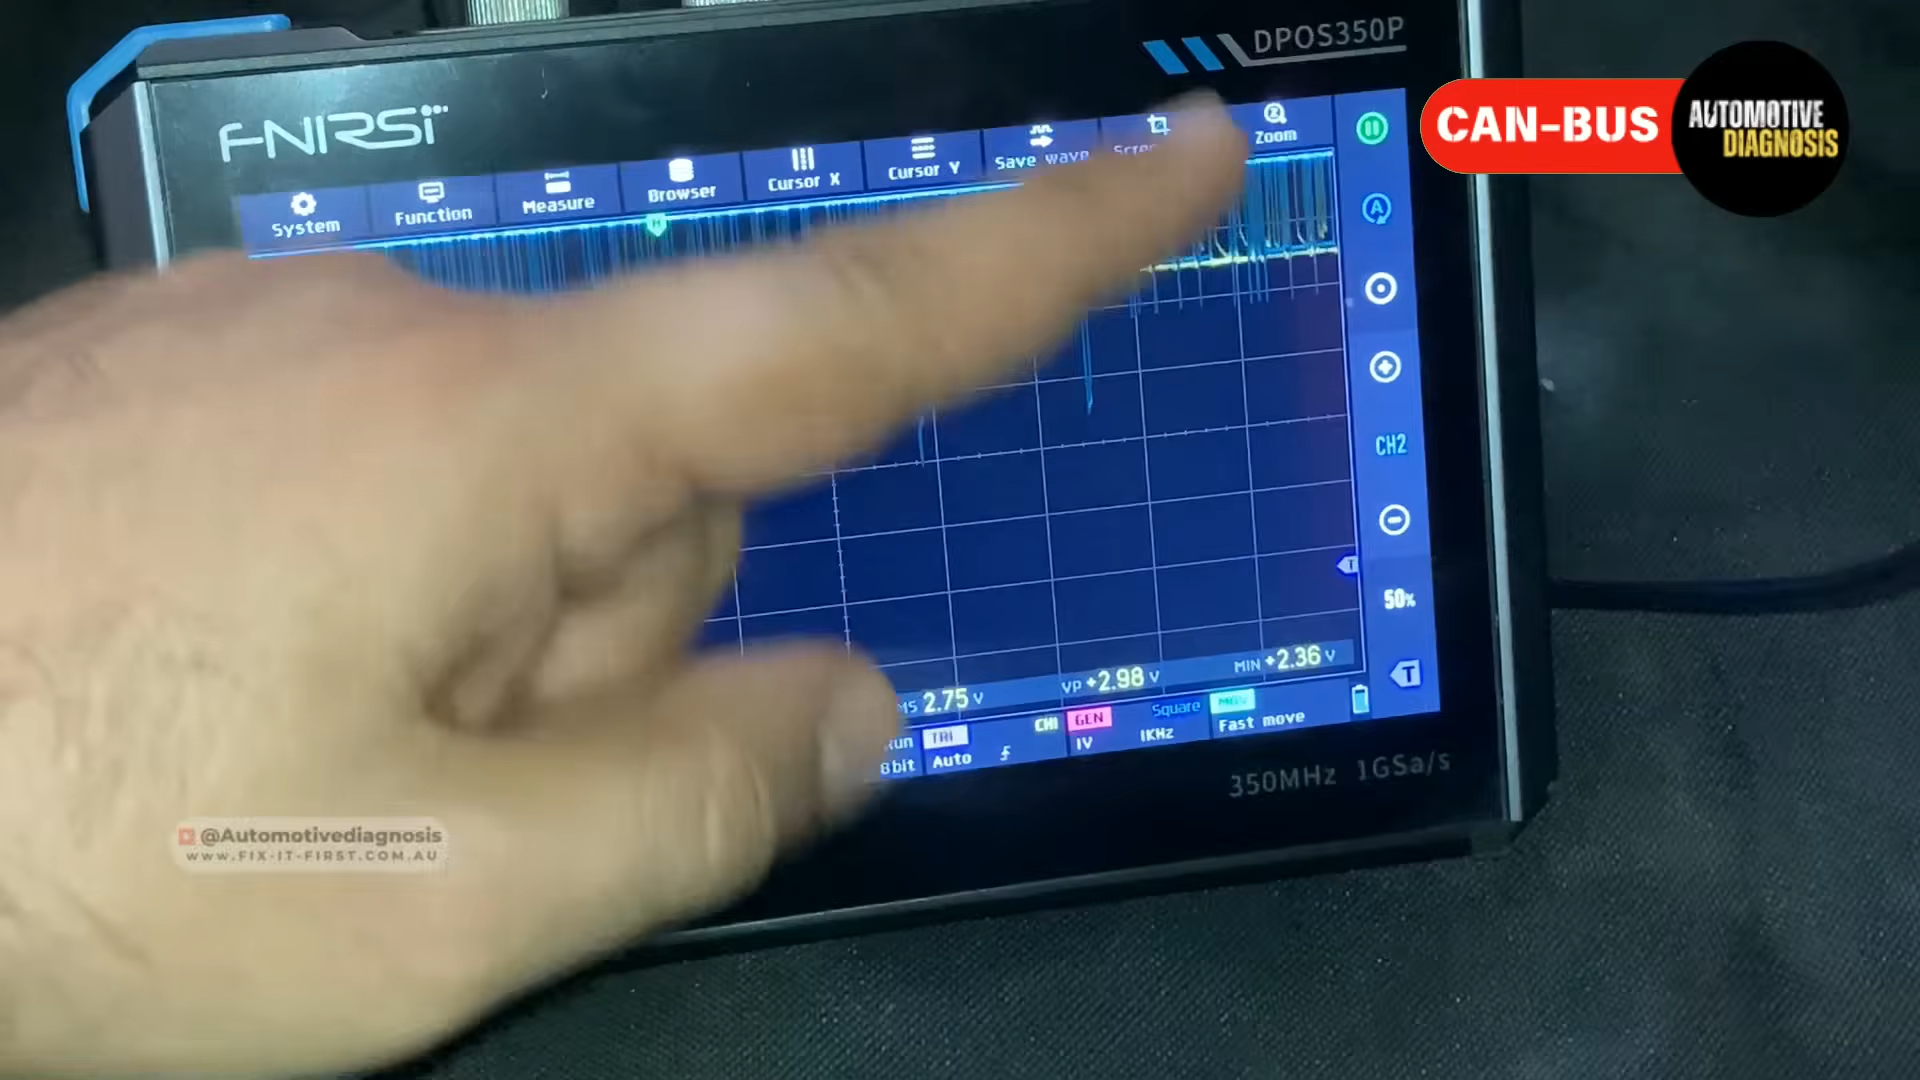 DPOS350P
FNIRSI
CAN-BUS
AUTOMOTIVE
DIAGNOSIS
System
Function
Measure
Browser
Cursor X
Cursor Y
Save wave
Zoom
H
A
CH2
50%
T
2.75 V
VP +2.98 V
MIN +2.36 V
8bit
TRI
Auto
CH1
GEN
1V
Square
1KHz
Fast move
350MHz 1GSa/s
@Automotivediagnosis
WWW.FIX-IT-FIRST.COM.AU